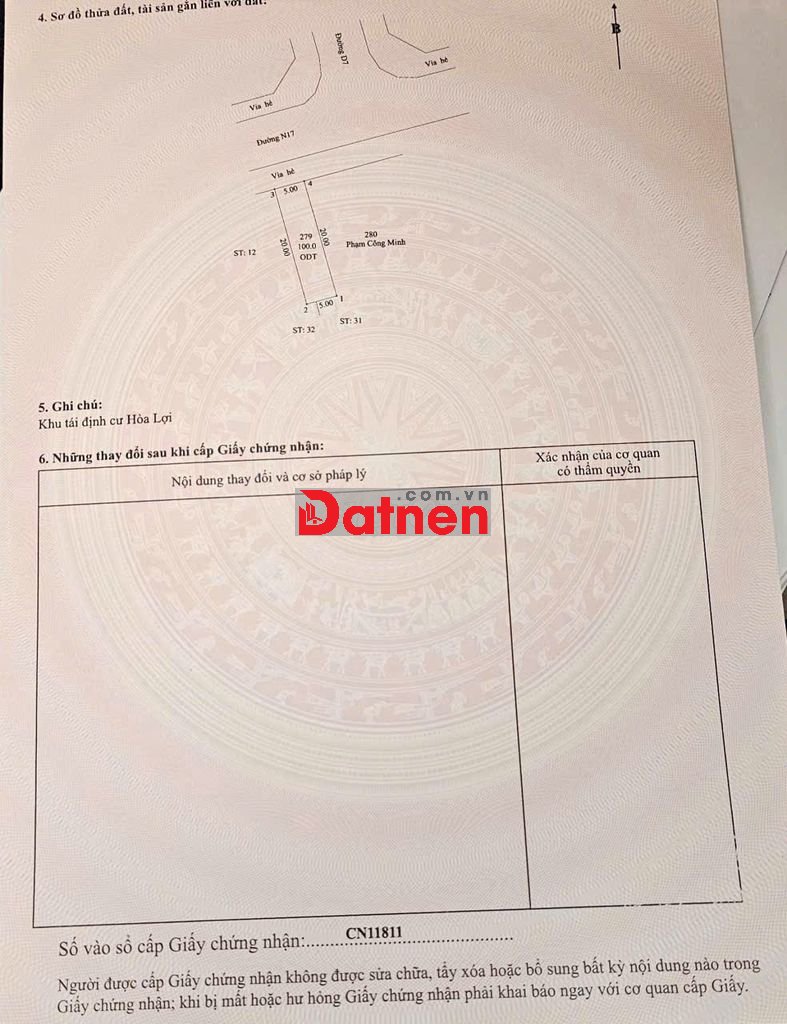 4. Sơ đồ thửa đất, tài sản gắn liền với đất:
B
Đường D7
Vỉa hè
Vỉa hè
Đường N17
Vỉa hè
3
5.00
4
20.00
279
100.0
ODT
20.00
280
Phạm Công Minh
ST: 12
2
5.00
1
ST: 32
ST: 31
5. Ghi chú:
Khu tái định cư Hòa Lợi
6. Những thay đổi sau khi cấp Giấy chứng nhận:
Nội dung thay đổi và cơ sở pháp lý
Xác nhận của cơ quan
có thẩm quyền
.com.vn
Datnen
Số vào sổ cấp Giấy chứng nhận:.....CN11811.....
Người được cấp Giấy chứng nhận không được sửa chữa, tẩy xóa hoặc bổ sung bất kỳ nội dung nào trong
Giấy chứng nhận; khi bị mất hoặc hư hỏng Giấy chứng nhận phải khai báo ngay với cơ quan cấp Giấy.